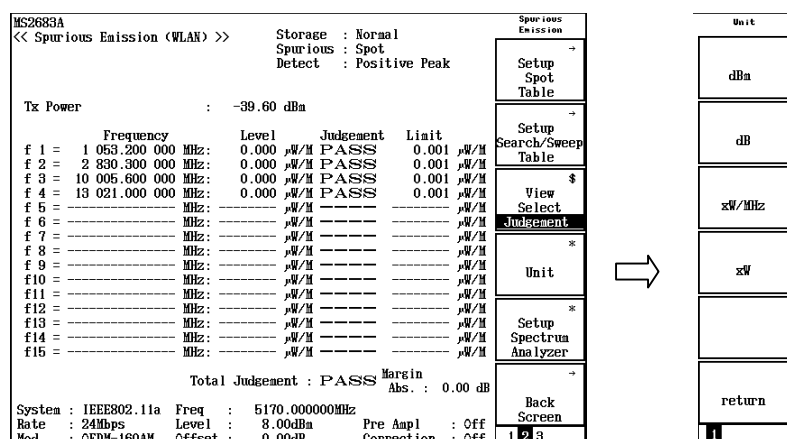 MS2683A
<< Spurious Emission (WLAN) >>
Storage : Normal
Spurious : Spot
Detect : Positive Peak
Tx Power : -39.60 dBm
Frequency Level Judgement Limit
f 1 = 1 053.200 000 MHz: 0.000 μW/M PASS 0.001 μW/M
f 2 = 2 830.300 000 MHz: 0.000 μW/M PASS 0.001 μW/M
f 3 = 10 005.600 000 MHz: 0.000 μW/M PASS 0.001 μW/M
f 4 = 13 021.000 000 MHz: 0.000 μW/M PASS 0.001 μW/M
f 5 = --------------- MHz: -------- μW/M ---- -------- μW/M
f 6 = --------------- MHz: -------- μW/M ---- -------- μW/M
f 7 = --------------- MHz: -------- μW/M ---- -------- μW/M
f 8 = --------------- MHz: -------- μW/M ---- -------- μW/M
f 9 = --------------- MHz: -------- μW/M ---- -------- μW/M
f10 = --------------- MHz: -------- μW/M ---- -------- μW/M
f11 = --------------- MHz: -------- μW/M ---- -------- μW/M
f12 = --------------- MHz: -------- μW/M ---- -------- μW/M
f13 = --------------- MHz: -------- μW/M ---- -------- μW/M
f14 = --------------- MHz: -------- μW/M ---- -------- μW/M
f15 = --------------- MHz: -------- μW/M ---- -------- μW/M
Total Judgement : PASS Margin
Abs. : 0.00 dB
System : IEEE802.11a Freq : 5170.000000MHz
Rate : 24Mbps Level : 8.00dBm Pre Ampl : Off
Mod. : OFDM-16QAM Offset : 0.00dB Correction : Off
Spurious
Emission
→
Setup
Spot
Table
→
Setup
Search/Sweep
Table
$
View
Select
Judgement
*
Unit
*
Setup
Spectrum
Analyzer
→
Back
Screen
1 2 3
Unit
dBm
dB
xW/MHz
xW
return
1